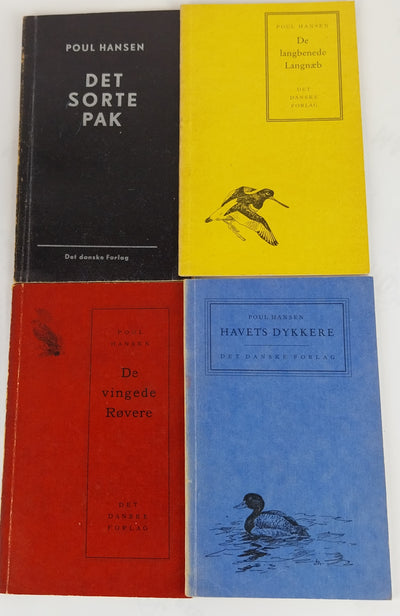 POUL HANSEN
DET
SORTE
PAK
Det danske Forlag
POUL HANSEN
De
langbenede
Langnæb
DET
DANSKE
FORLAG
POUL
HANSEN
De
vingede
Røvere
DET
DANSKE
FORLAG
POUL HANSEN
HAVETS DYKKERE
DET DANSKE FORLAG